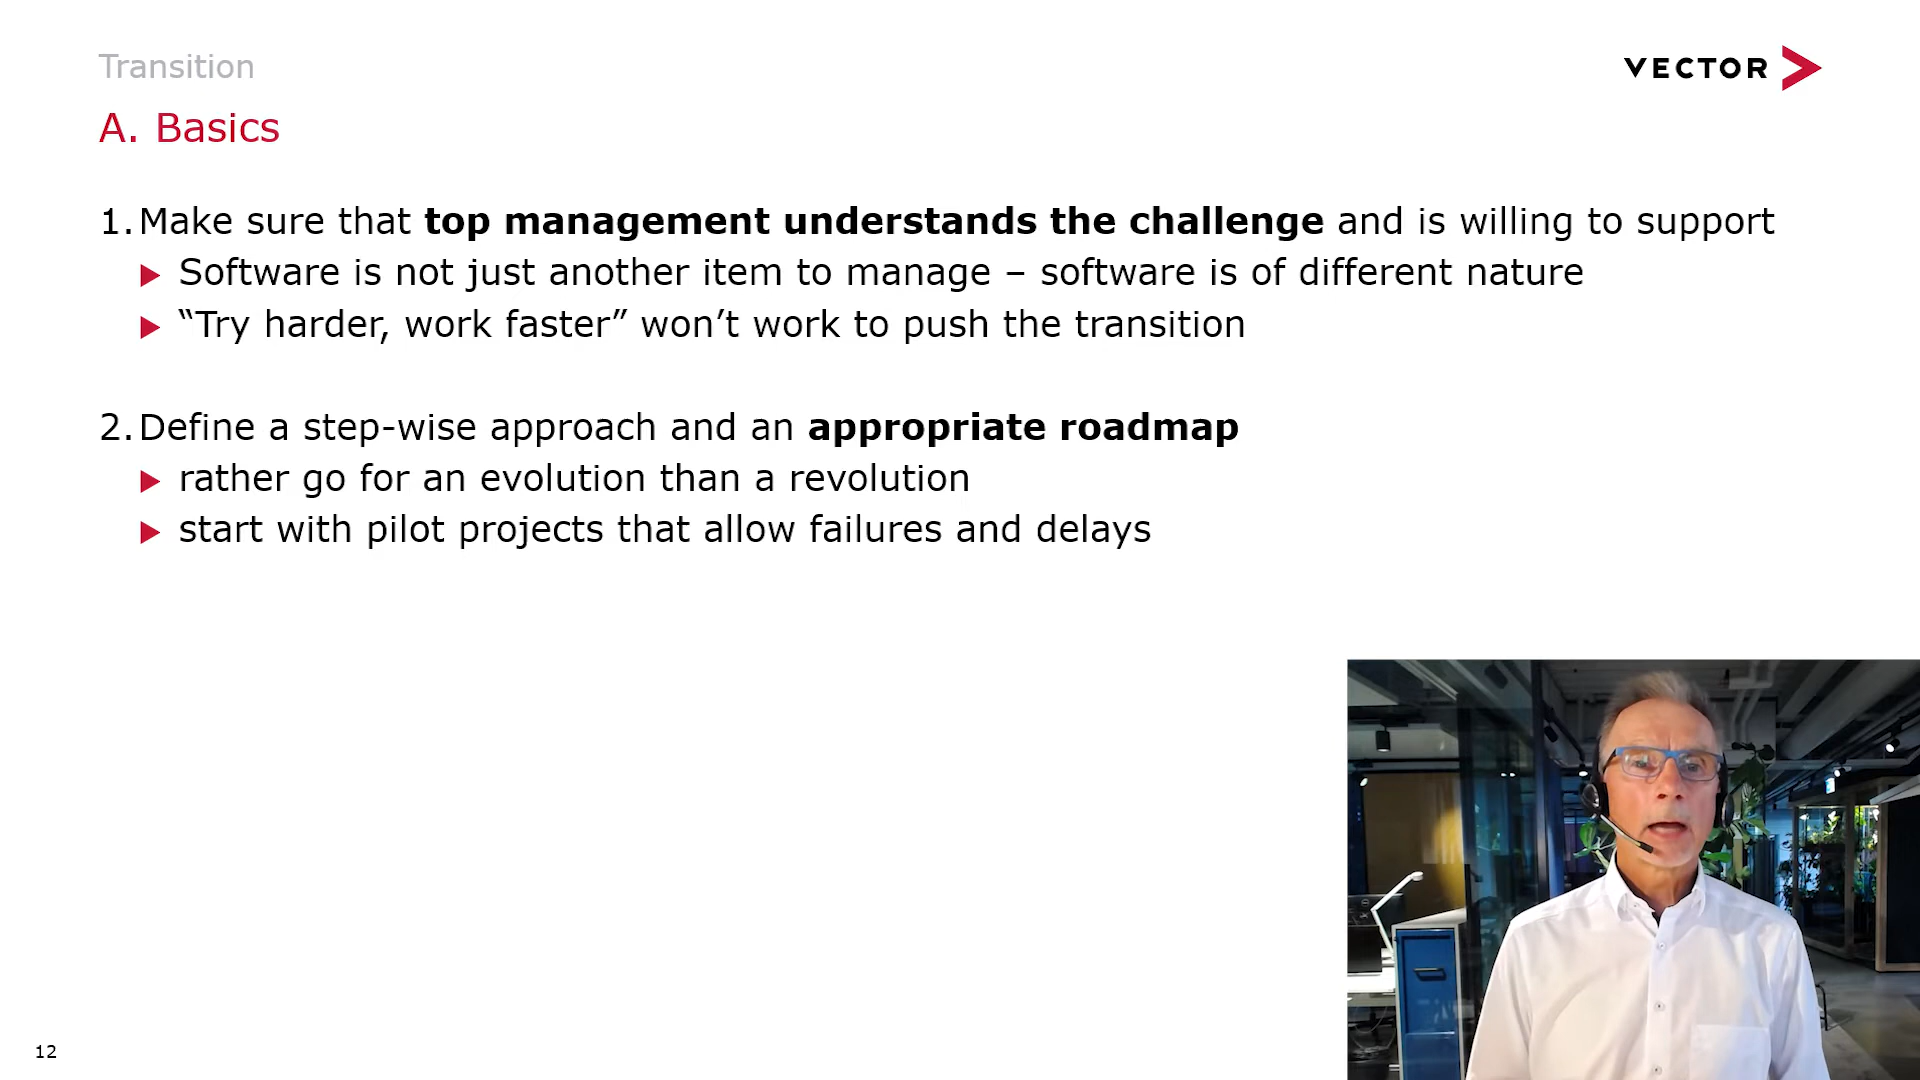 Transition
VECTOR
A. Basics
1. Make sure that top management understands the challenge and is willing to support
Software is not just another item to manage – software is of different nature
“Try harder, work faster” won’t work to push the transition
2. Define a step-wise approach and an appropriate roadmap
rather go for an evolution than a revolution
start with pilot projects that allow failures and delays
12